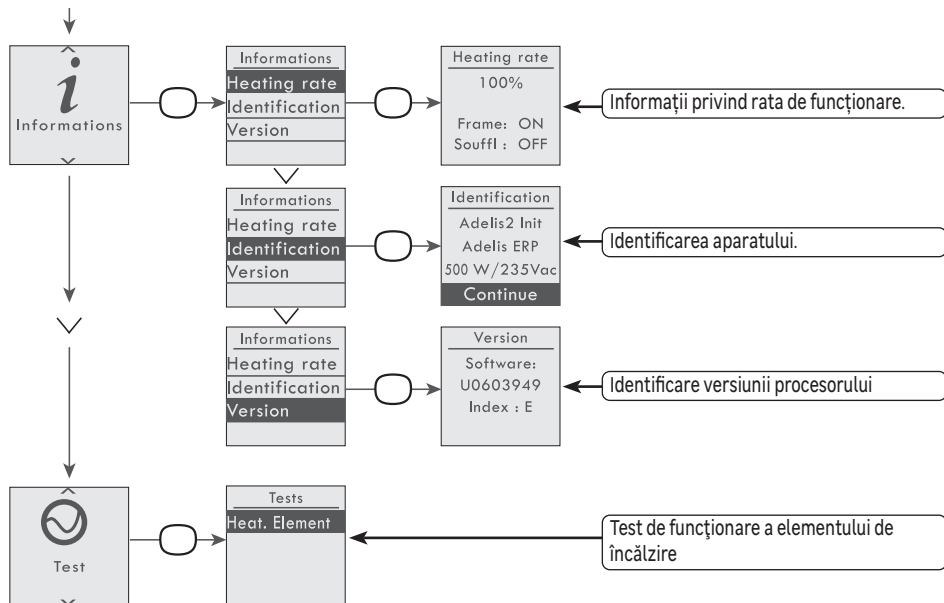 Informations
Informations
Heating rate
Identification
Version
Heating rate
100%
Frame: ON
Souffl : OFF
Informații privind rata de funcționare.
Informations
Heating rate
Identification
Version
Identification
Adelis2 Init
Adelis ERP
500 W/235Vac
Continue
Identificarea aparatului.
Informations
Heating rate
Identification
Version
Version
Software:
U0603949
Index : E
Identificare versiunii procesorului
Test
Tests
Heat. Element
Test de funcţionare a elementului de
încălzire